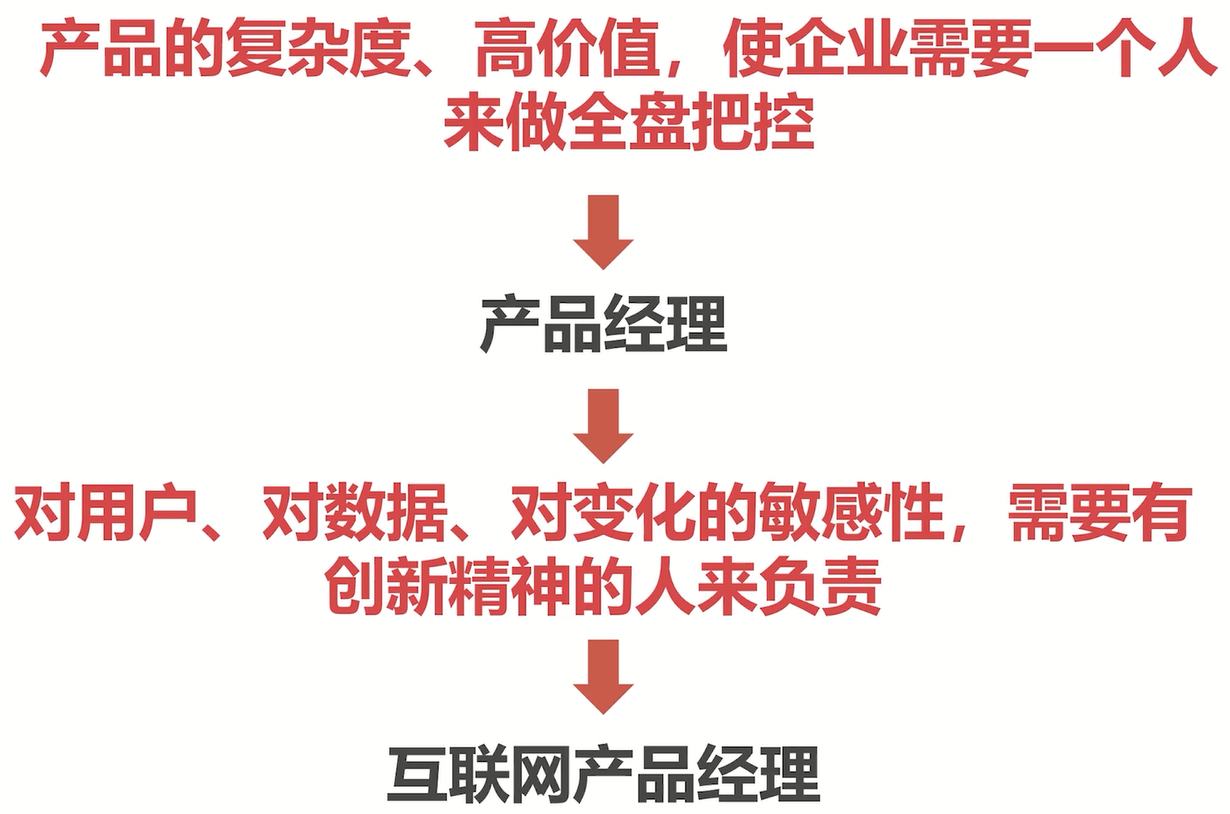 产品的复杂度、高价值，使企业需要一个人
来做全盘把控
产品经理
对用户、对数据、对变化的敏感性，需要有
创新精神的人来负责
互联网产品经理